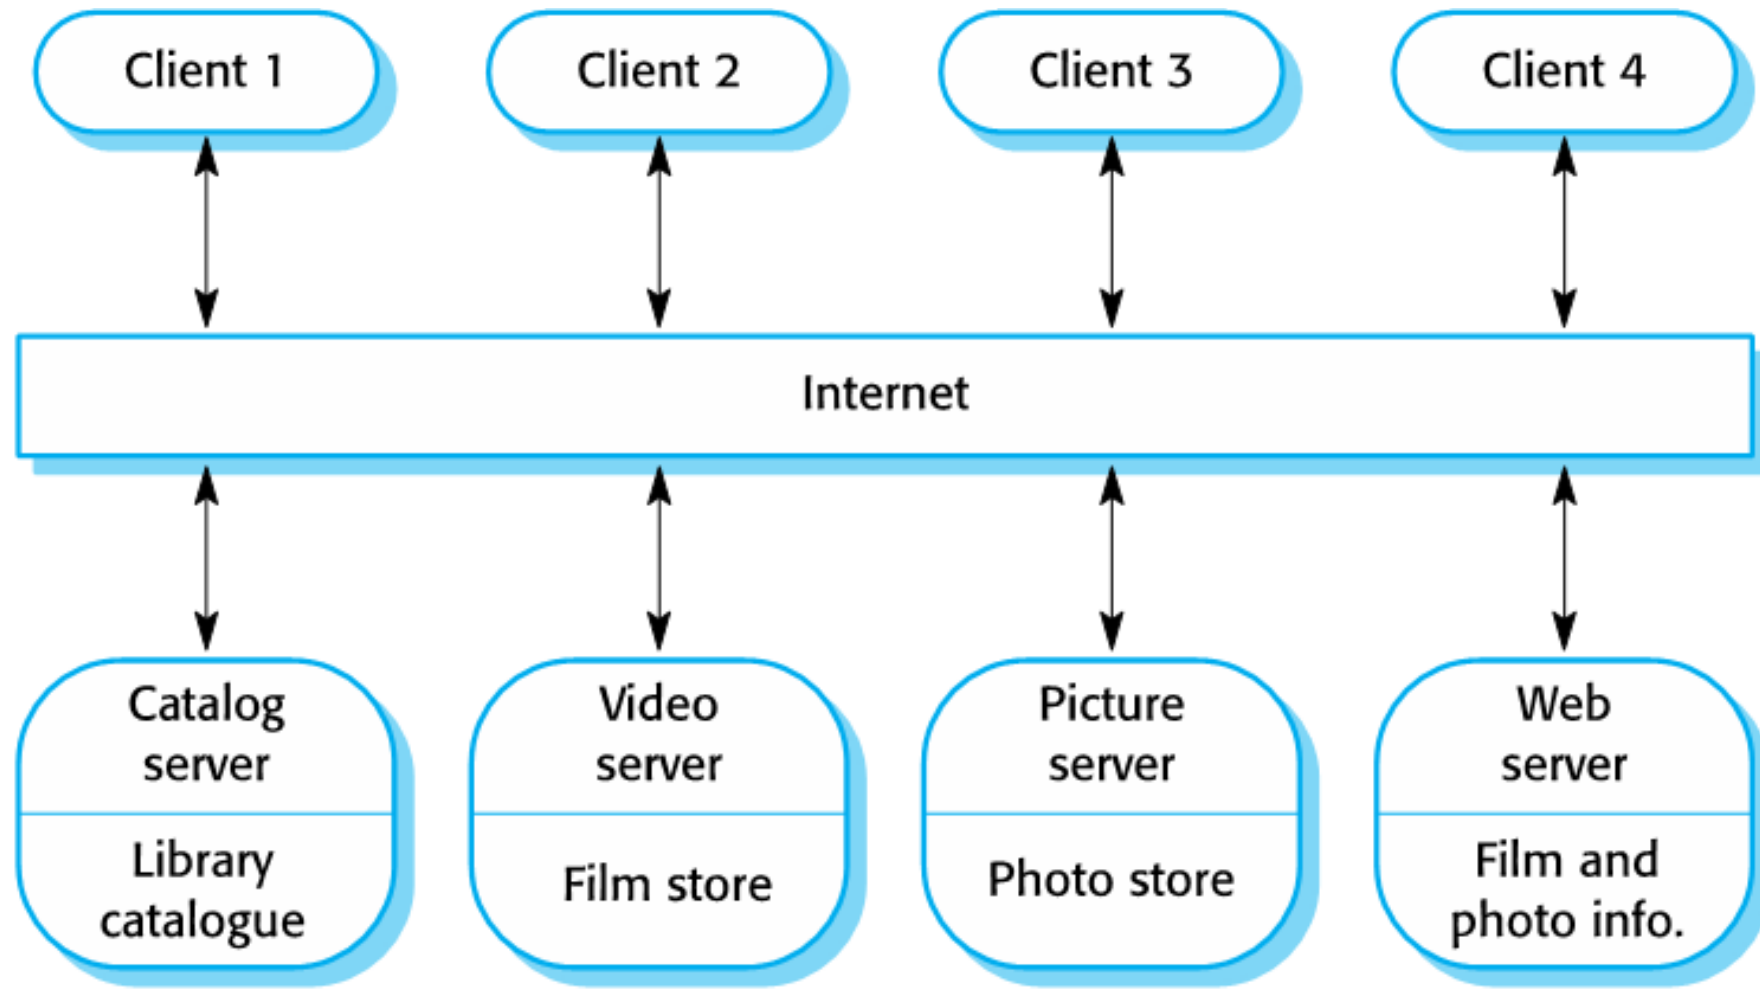 Client 1
Client 2
Client 3
Client 4
Internet
Catalog
server
Library
catalogue
Video
server
Film store
Picture
server
Photo store
Web
server
Film and
photo info.